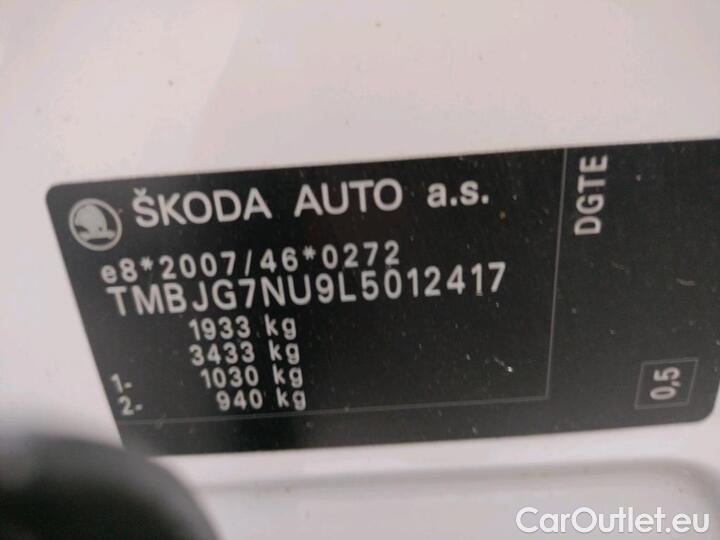 ŠKODA AUTO a.s.
e8*2007/46*0272
TMBJG7NU9L5012417
1933 kg
3433 kg
1- 1030 kg
2- 940 kg
DGTE
0,5
CarOutlet.eu